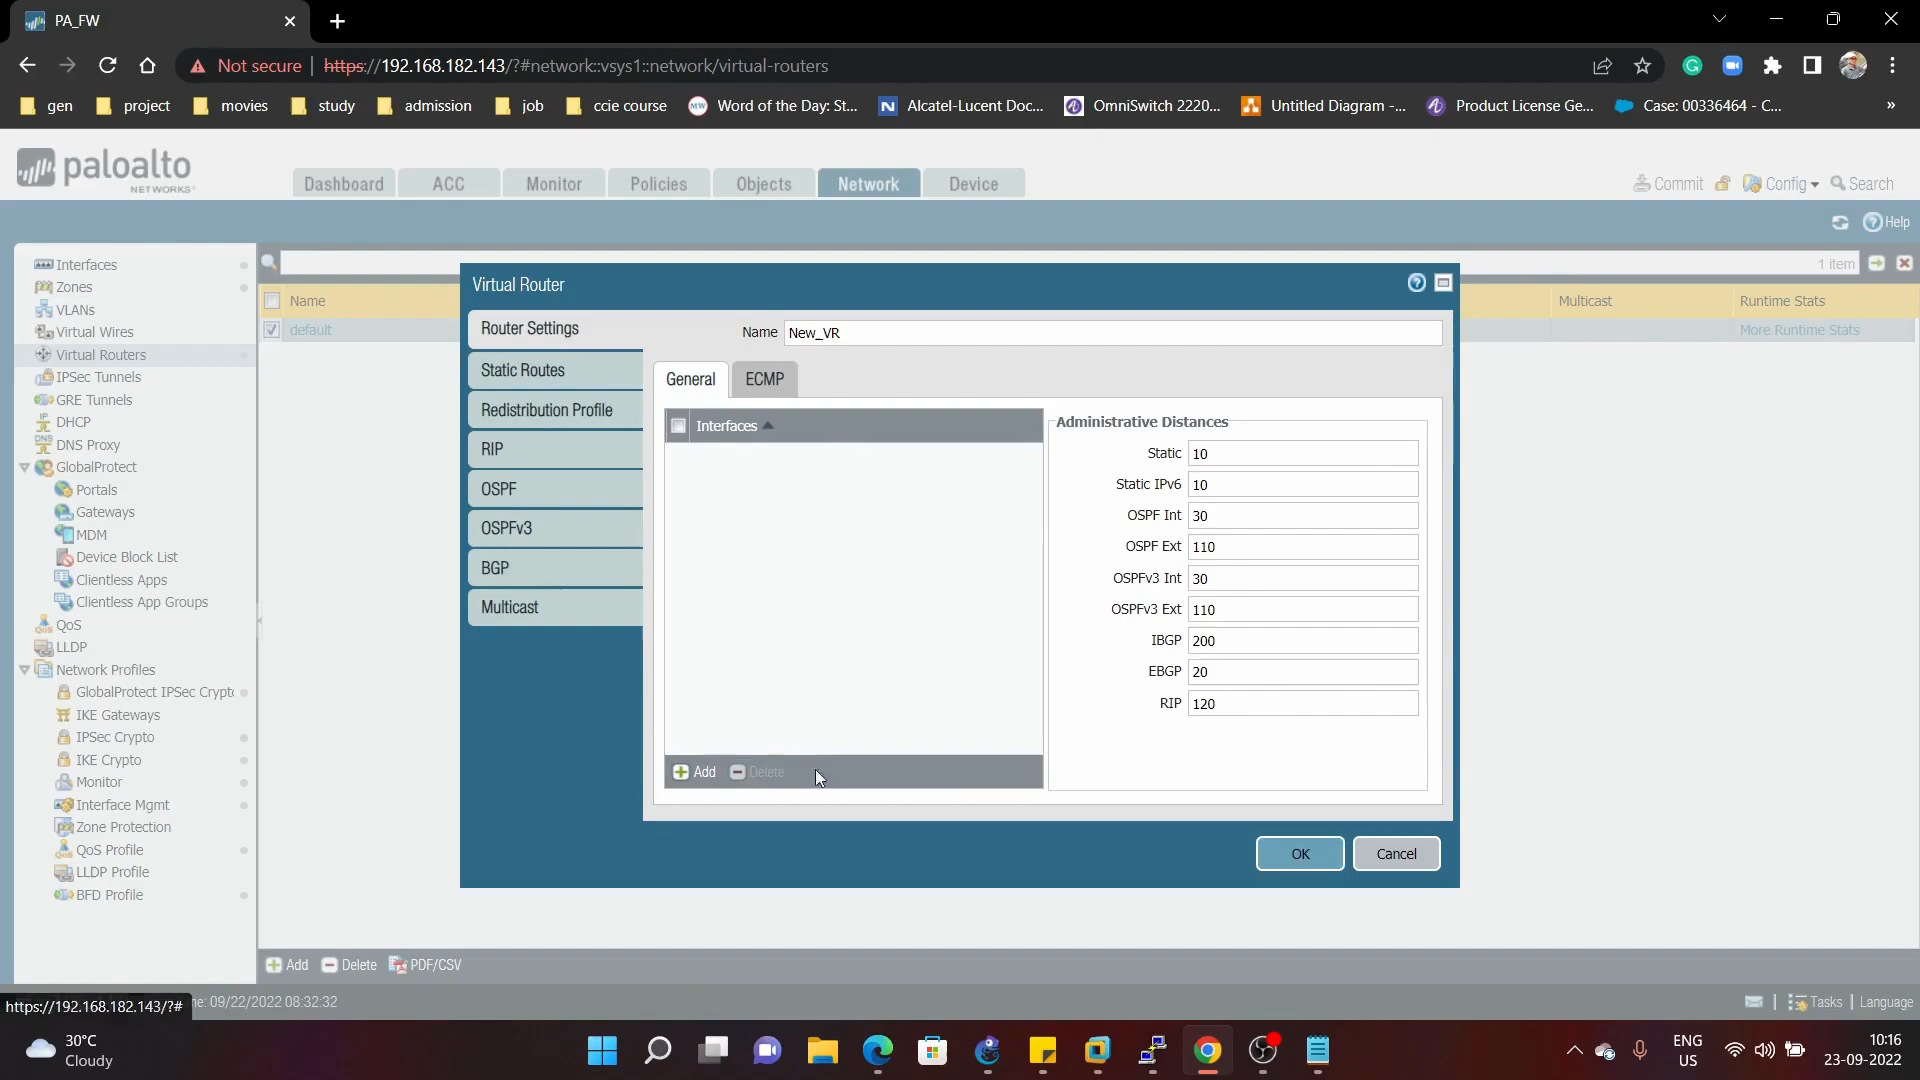 PA_FW
Not secure
https://192.168.182.143/?#network::vsys1::network/virtual-routers
gen
project
movies
study
admission
job
ccie course
Word of the Day: St...
Alcatel-Lucent Doc...
OmniSwitch 2220...
Untitled Diagram -...
Product License Ge...
Case: 00336464 - C...
»
paloalto
NETWORKS
Dashboard
ACC
Monitor
Policies
Objects
Network
Device
Commit
Config
Search
Help
Interfaces
Zones
VLANs
Virtual Wires
Virtual Routers
IPSec Tunnels
GRE Tunnels
DHCP
DNS Proxy
GlobalProtect
Portals
Gateways
MDM
Device Block List
Clientless Apps
Clientless App Groups
QoS
LLDP
Network Profiles
GlobalProtect IPSec Crypt
IKE Gateways
IPSec Crypto
IKE Crypto
Monitor
Interface Mgmt
Zone Protection
QoS Profile
LLDP Profile
BFD Profile
1 item
Name
Multicast
Runtime Stats
default
More Runtime Stats
Virtual Router
Router Settings
Static Routes
Redistribution Profile
RIP
OSPF
OSPFv3
BGP
Multicast
Name New_VR
General
ECMP
Interfaces
Add
Delete
Administrative Distances
Static 10
Static IPv6 10
OSPF Int 30
OSPF Ext 110
OSPFv3 Int 30
OSPFv3 Ext 110
IBGP 200
EBGP 20
RIP 120
OK
Cancel
Add
Delete
PDF/CSV
https://192.168.182.143/?#
ne: 09/22/2022 08:32:32
Tasks
Language
30°C
Cloudy
ENG
US
10:16
23-09-2022